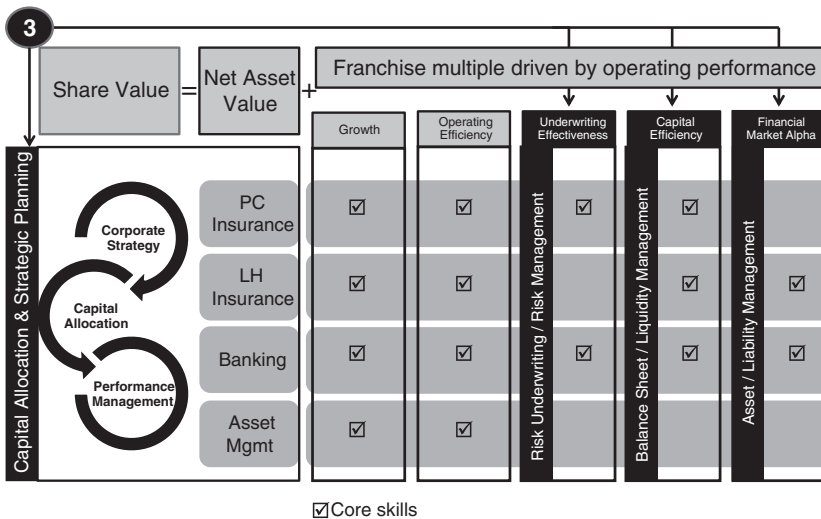 3
Share Value
=
Net Asset
Value
+
Franchise multiple driven by operating performance
Growth
Operating
Efficiency
Underwriting
Effectiveness
Capital
Efficiency
Financial
Market Alpha
Capital Allocation & Strategic Planning
Corporate
Strategy
Capital
Allocation
Performance
Management
PC
Insurance
LH
Insurance
Banking
Asset
Mgmt
Risk Underwriting / Risk Management
Balance Sheet / Liquidity Management
Asset / Liability Management
☑Core skills